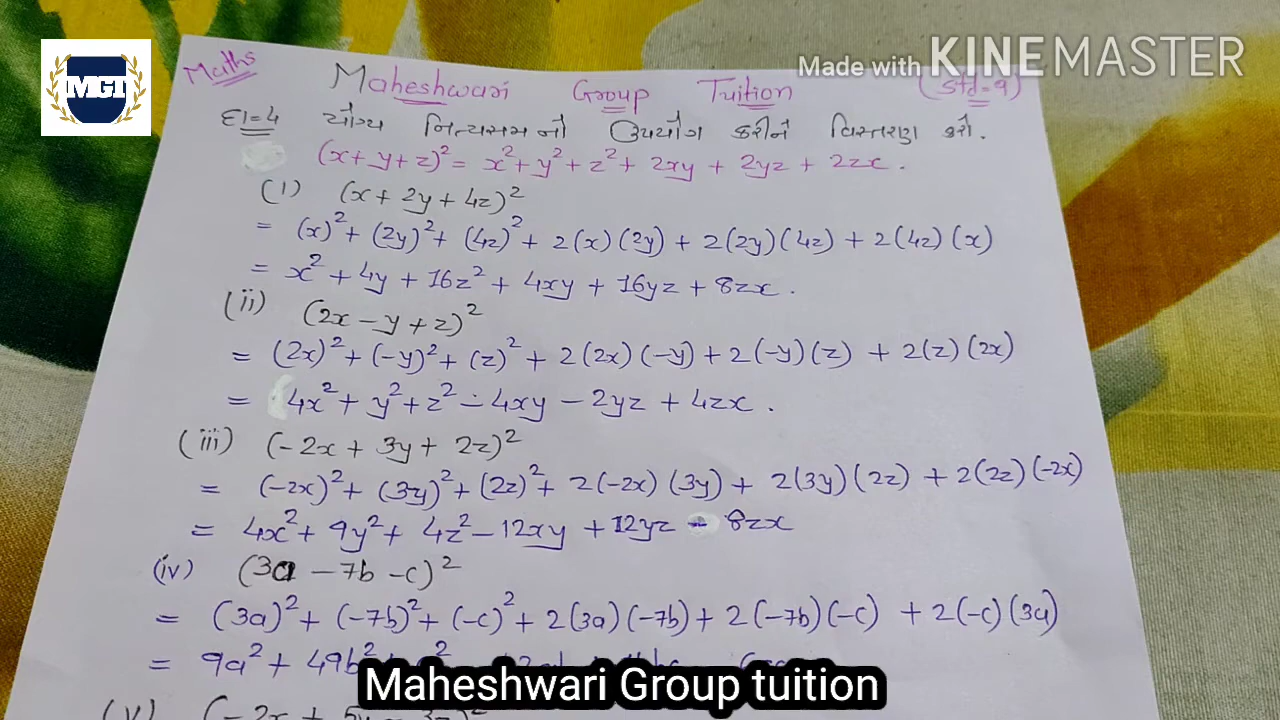 MGI
Made with KINEMASTER
Maths Maheshwari Group Tuition (std=9)
દા=4 યોગ્ય નિત્યસમ નો ઉપયોગ કરીને વિસ્તરણ કરો.
(x+y+z)² = x²+y²+z²+2xy+2yz+2zx.
(1) (x+2y+4z)²
= (x)²+(2y)²+(4z)²+2(x)(2y)+2(2y)(4z)+2(4z)(x)
= x²+4y+16z²+4xy+16yz+8zx.
(ii) (2x-y+z)²
= (2x)²+(-y)²+(z)²+2(2x)(-y)+2(-y)(z)+2(z)(2x)
= 4x²+y²+z²-4xy-2yz+4zx.
(iii) (-2x+3y+2z)²
= (-2x)²+(3y)²+(2z)²+2(-2x)(3y)+2(3y)(2z)+2(2z)(-2x)
= 4x²+9y²+4z²-12xy+12yz-8zx
(iv) (3a-7b-c)²
= (3a)²+(-7b)²+(-c)²+2(3a)(-7b)+2(-7b)(-c)+2(-c)(3a)
= 9a²+49b²
Maheshwari Group tuition
(v) (-2x+